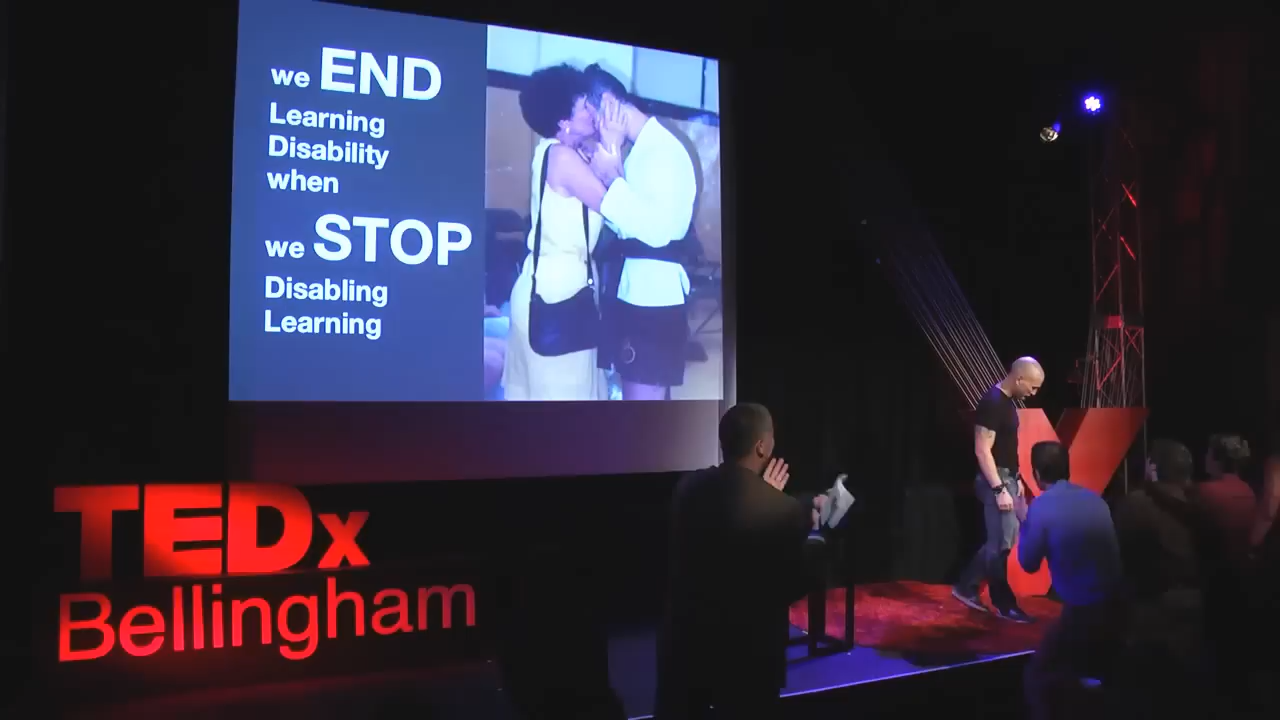 we END
Learning
Disability
when
we STOP
Disabling
Learning
TEDx
Bellingham